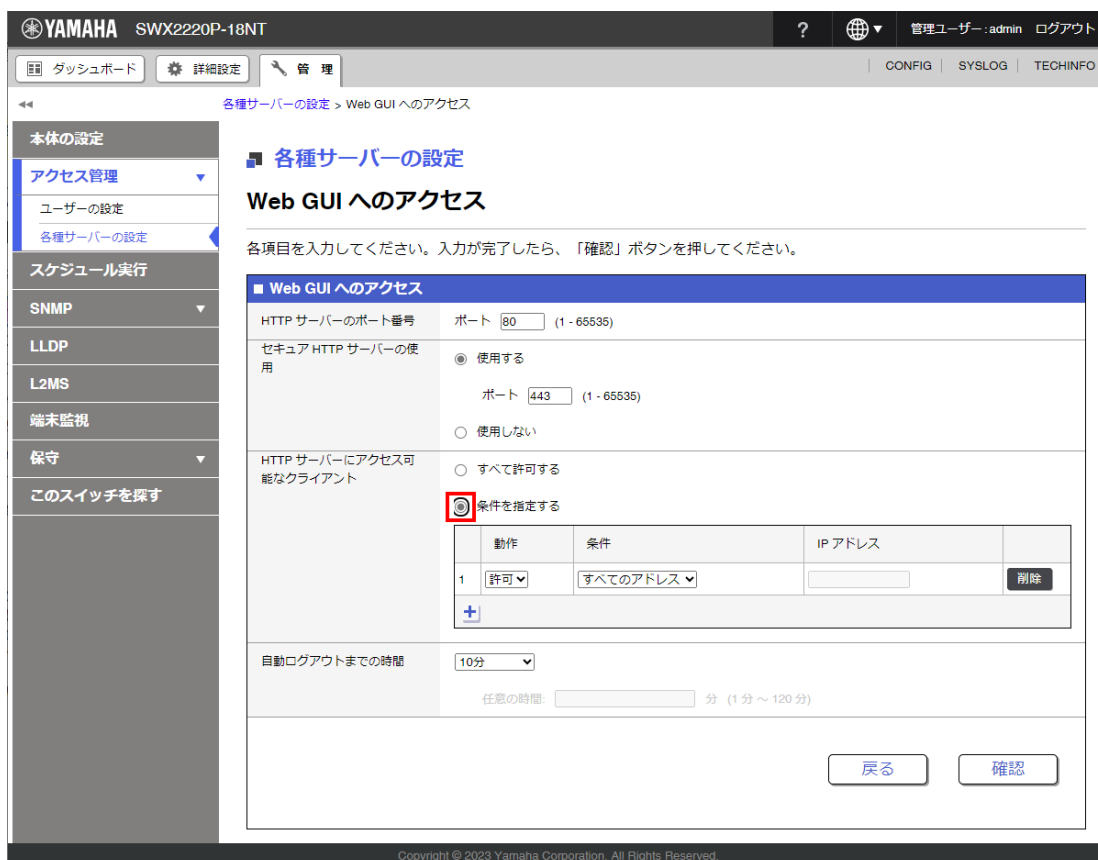 YAMAHA SWX2220P-18NT
? ▼ 管理ユーザー:admin ログアウト
ダッシュボード 詳細設定 管 理 CONFIG SYSLOG TECHINFO
各種サーバーの設定 > Web GUI へのアクセス
本体の設定
アクセス管理 ▼
ユーザーの設定
各種サーバーの設定
スケジュール実行
SNMP ▼
LLDP
L2MS
端末監視
保守 ▼
このスイッチを探す
各種サーバーの設定
Web GUI へのアクセス
各項目を入力してください。入力が完了したら、「確認」ボタンを押してください。
■ Web GUI へのアクセス
HTTP サーバーのポート番号 ポート 80 (1 - 65535)
セキュア HTTP サーバーの使
用
使用する
ポート 443 (1 - 65535)
使用しない
HTTP サーバーにアクセス可
能なクライアント
すべて許可する
条件を指定する
動作 条件 IP アドレス
1 許可 すべてのアドレス 削除
+
自動ログアウトまでの時間 10分
任意の時間: 分 (1 分 ～ 120 分)
戻る 確認
Copyright © 2023 Yamaha Corporation. All Rights Reserved.